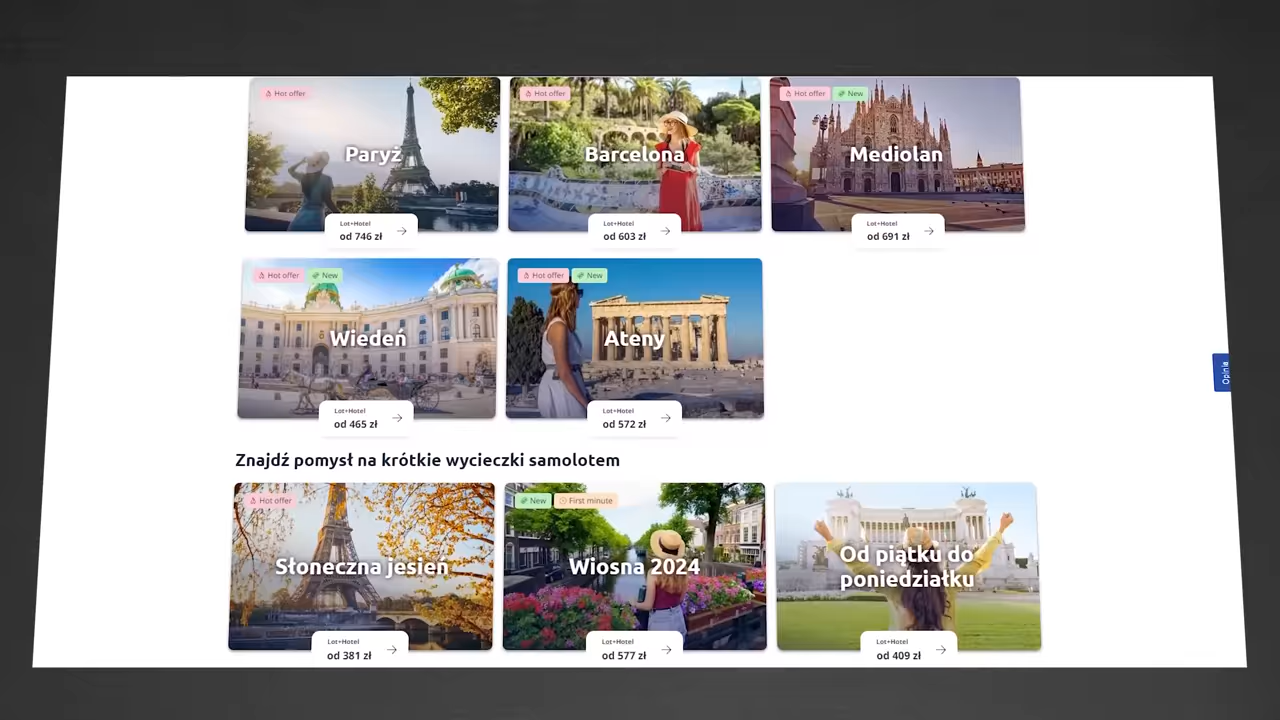 Hot offer
Paryż
Lot+Hotel
od 746 zł
Hot offer
Barcelona
Lot+Hotel
od 603 zł
Hot offer New
Mediolan
Lot+Hotel
od 691 zł
Hot offer New
Wiedeń
Lot+Hotel
od 465 zł
Hot offer New
Ateny
Lot+Hotel
od 572 zł
Opinie
Znajdź pomysł na krótkie wycieczki samolotem
Hot offer
Słoneczna jesień
Lot+Hotel
od 381 zł
New First minute
Wiosna 2024
Lot+Hotel
od 577 zł
Od piątku do
poniedziałku
Lot+Hotel
od 409 zł